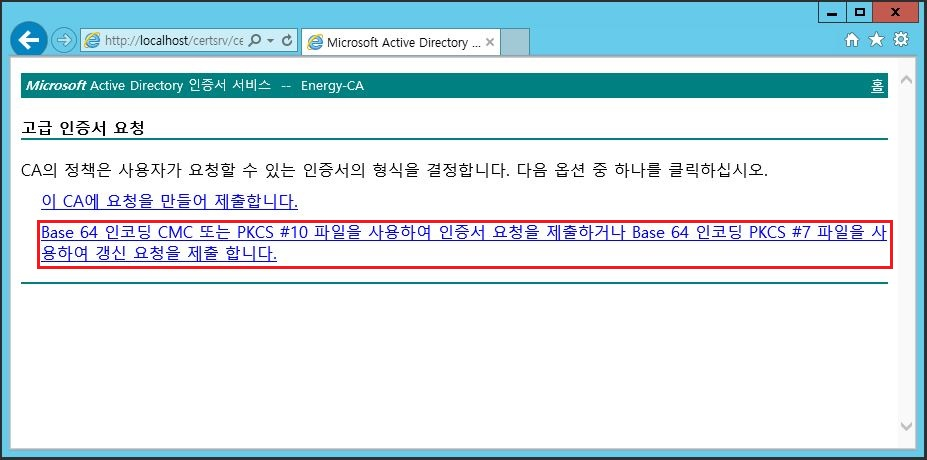 http://localhost/certsrv/ce
Microsoft Active Directory ...
Microsoft Active Directory 인증서 서비스 -- Energy-CA
홈
고급 인증서 요청
CA의 정책은 사용자가 요청할 수 있는 인증서의 형식을 결정합니다. 다음 옵션 중 하나를 클릭하십시오.
이 CA에 요청을 만들어 제출합니다.
Base 64 인코딩 CMC 또는 PKCS #10 파일을 사용하여 인증서 요청을 제출하거나 Base 64 인코딩 PKCS #7 파일을 사
용하여 갱신 요청을 제출 합니다.